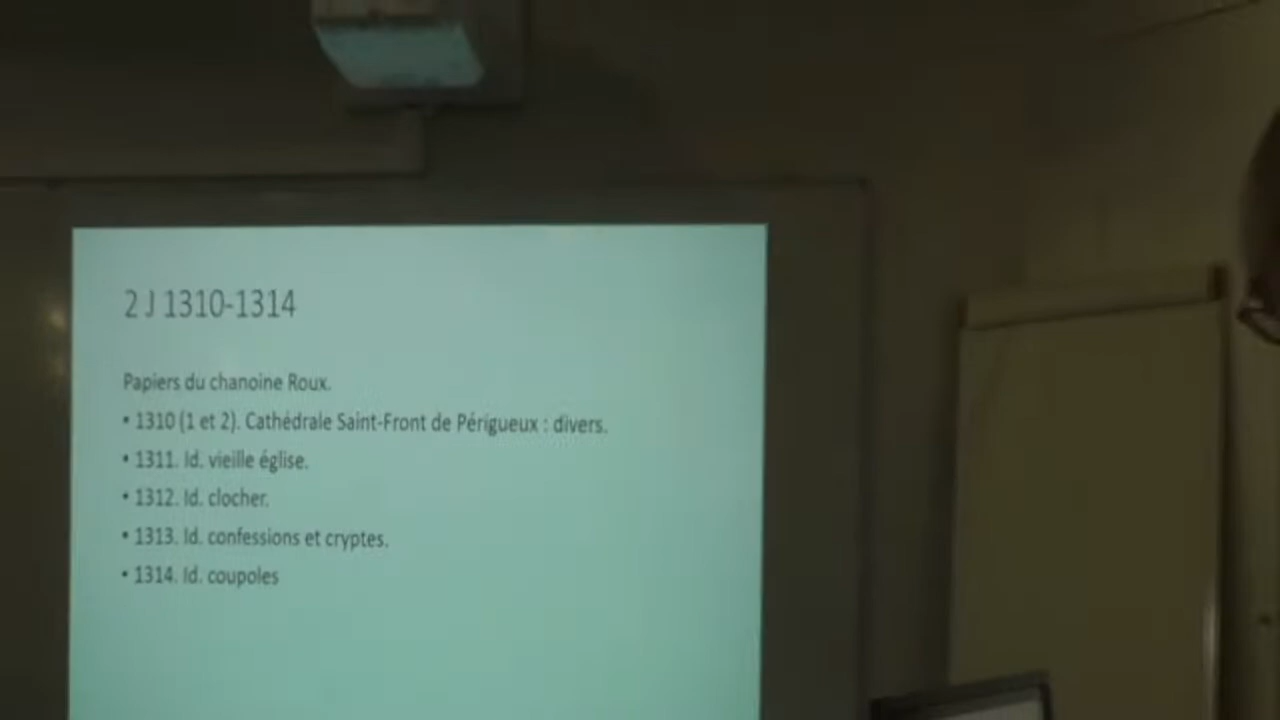 2 J 1310-1314
Papiers du chanoine Roux.
• 1310 (1 et 2). Cathédrale Saint-Front de Périgueux : divers.
• 1311. Id. vieille église.
• 1312. Id. clocher.
• 1313. Id. confessions et cryptes.
• 1314. Id. coupoles